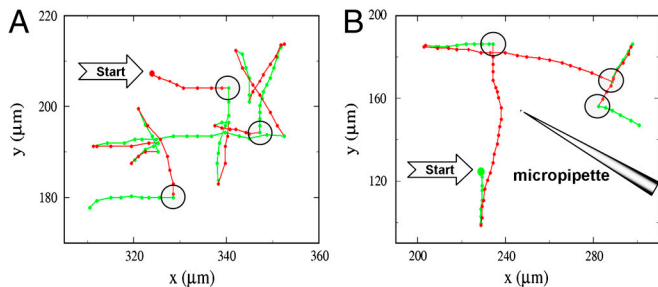 A
B
Start
y (μm)
220
200
180
320
340
360
x (μm)
y (μm)
200
160
120
Start
micropipette
200
240
280
x (μm)